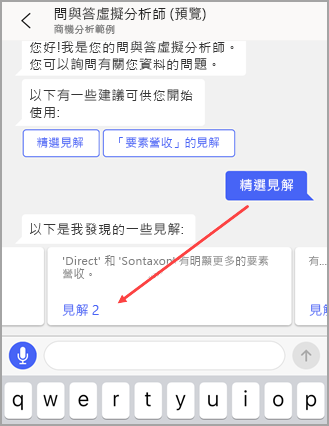 問與答虛擬分析師 (預覽)
商機分析範例
您好!我是您的問與答虛擬分析師。
您可以詢問有關您資料的問題。
以下有一些建議可供您開始
使用:
精選見解
「要素營收」的見解
精選見解
以下是我發現的一些見解:
'Direct' 和 'Sontaxon' 有明顯更多的要素
營收。
見解 2
有...
見解
q w e r t y u i o p